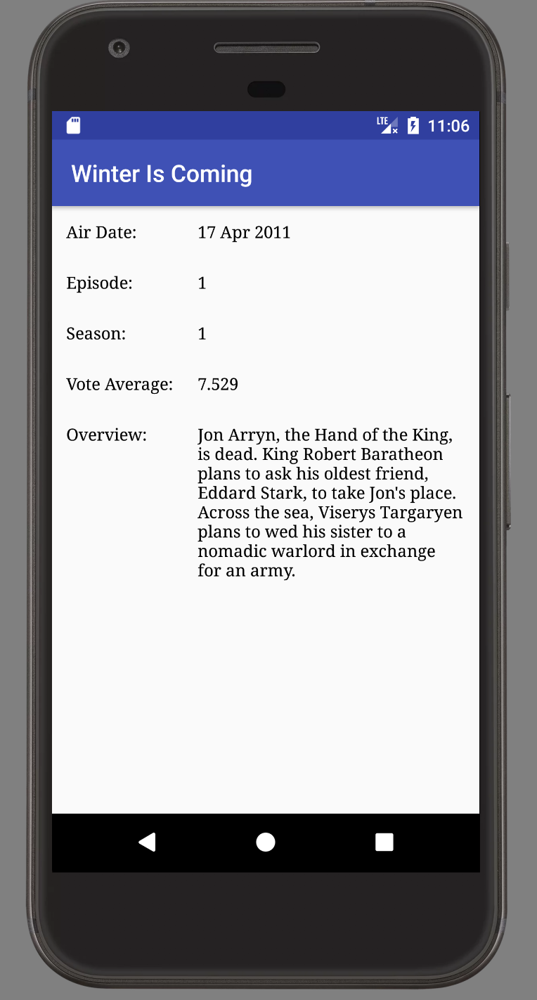 LTE 11:06
Winter Is Coming
Air Date: 17 Apr 2011
Episode: 1
Season: 1
Vote Average: 7.529
Overview: Jon Arryn, the Hand of the King,
is dead. King Robert Baratheon
plans to ask his oldest friend,
Eddard Stark, to take Jon's place.
Across the sea, Viserys Targaryen
plans to wed his sister to a
nomadic warlord in exchange
for an army.